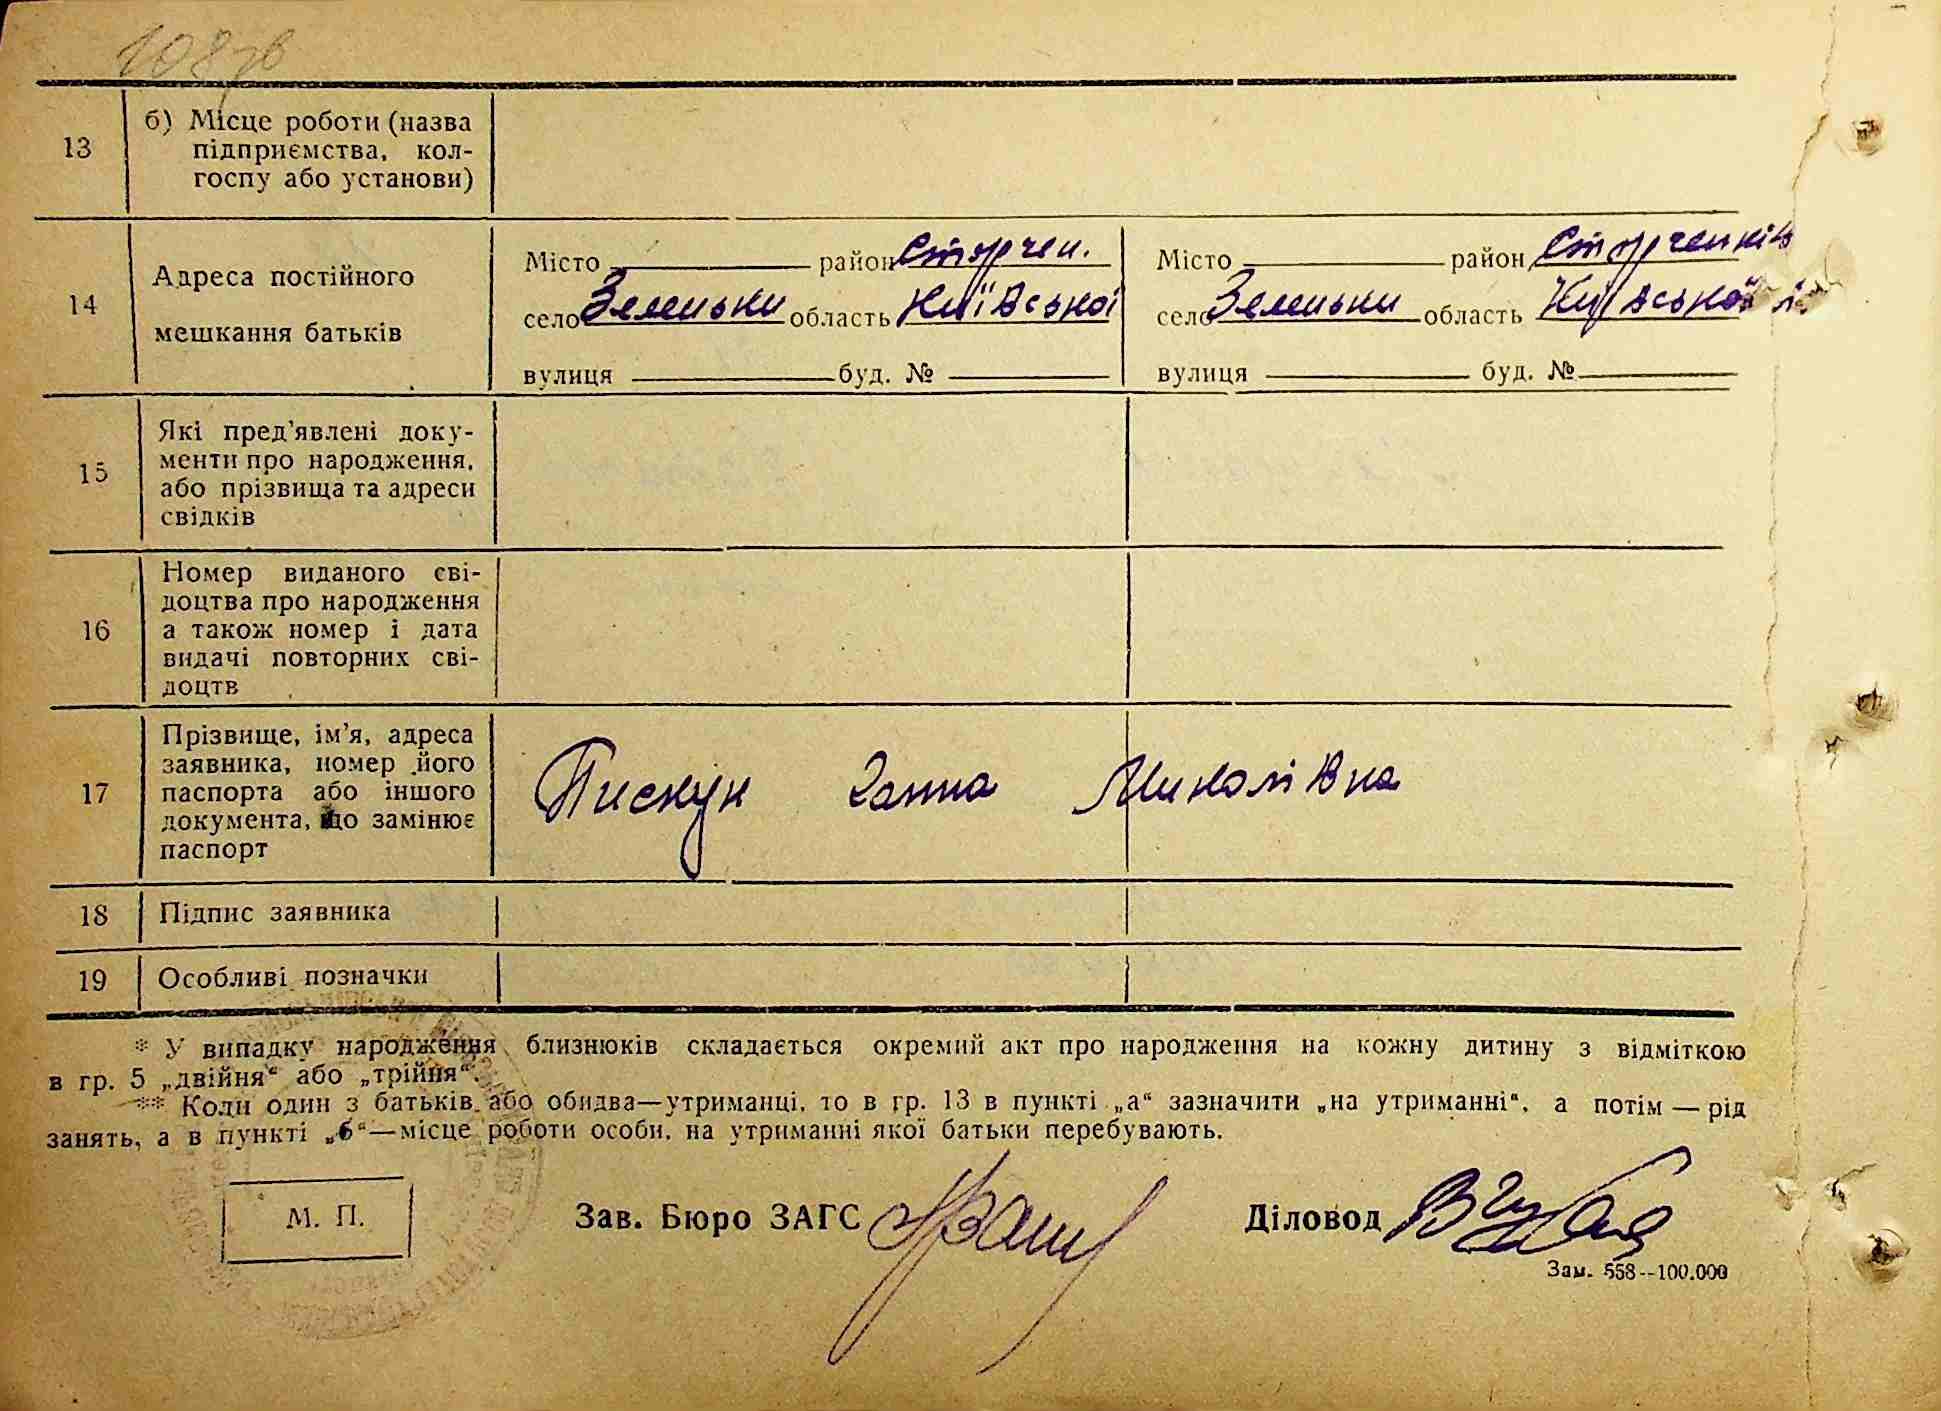 13
б) Місце роботи (назва
підприємства, кол-
госпу або установи)
14
Адреса постійного
мешкання батьків
Місто район
село Зеленьки область Київської
вулиця буд. №
Місто район
село Зеленьки область Київської
вулиця буд. №
15
Які пред'явлені доку-
менти про народження,
або прізвища та адреси
свідків
16
Номер виданого сві-
доцтва про народження
а також номер і дата
видачі повторних сві-
доцтв
17
Прізвище, ім'я, адреса
заявника, номер його
паспорта або іншого
документа, що замінює
паспорт
Пискун Ганна Миколівна
18
Підпис заявника
19
Особливі позначки
* У випадку народження близнюків складається окремий акт про народження на кожну дитину з відміткою
в гр. 5 „двійня“ або „трійня“.
** Коли один з батьків або обидва—утриманці, то в гр. 13 в пункті „а“ зазначити „на утриманні“, а потім — рід
занять, а в пункті „б“—місце роботи особи, на утриманні якої батьки перебувають.
М. П.
Зав. Бюро ЗАГС
Діловод
Зам. 558--100.000